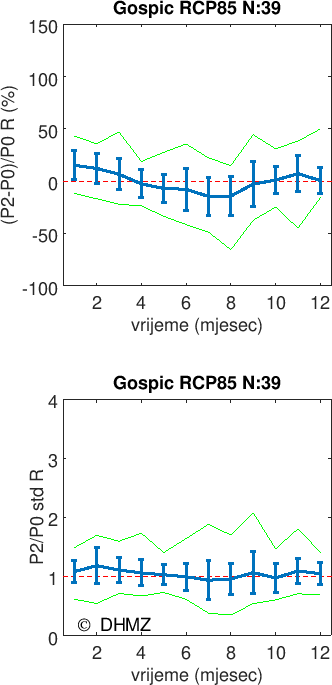 Gospic RCP85 N:39
(P2-P0)/P0 R (%)
150
100
50
0
-50
-100
2 4 6 8 10 12
vrijeme (mjesec)
Gospic RCP85 N:39
P2/P0 std R
4
3
2
1
0
© DHMZ
2 4 6 8 10 12
vrijeme (mjesec)